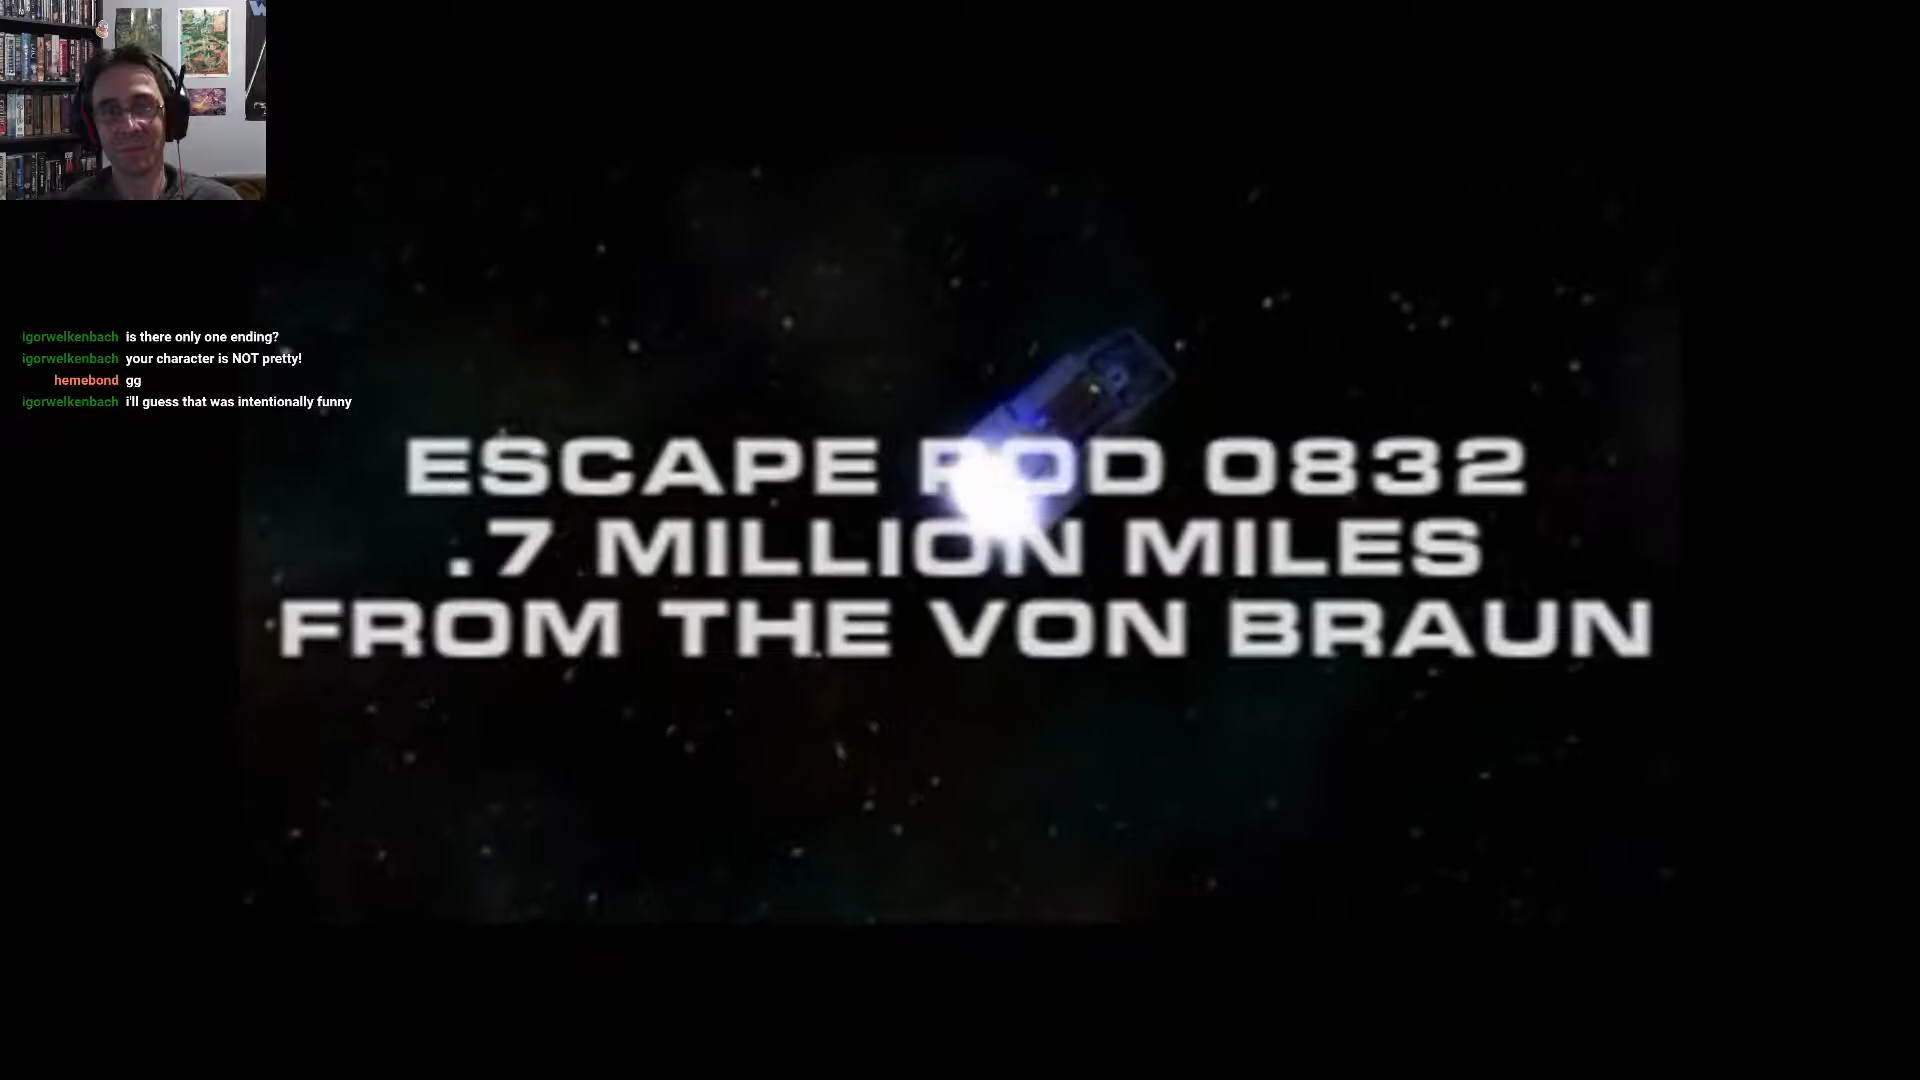 igorwelkenbach is there only one ending?
igorwelkenbach your character is NOT pretty!
hemebond gg
igorwelkenbach i'll guess that was intentionally funny
ESCAPE POD 0832
.7 MILLION MILES
FROM THE VON BRAUN